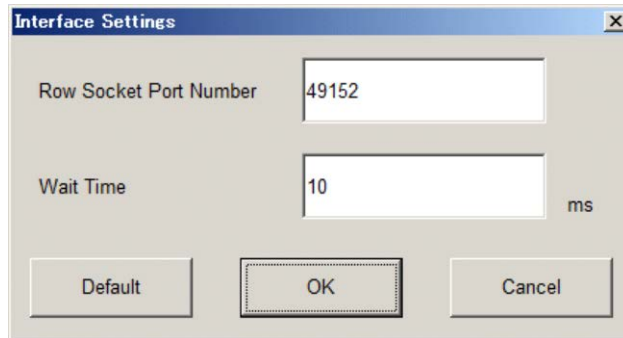 Interface Settings
Row Socket Port Number 49152
Wait Time 10 ms
Default OK Cancel